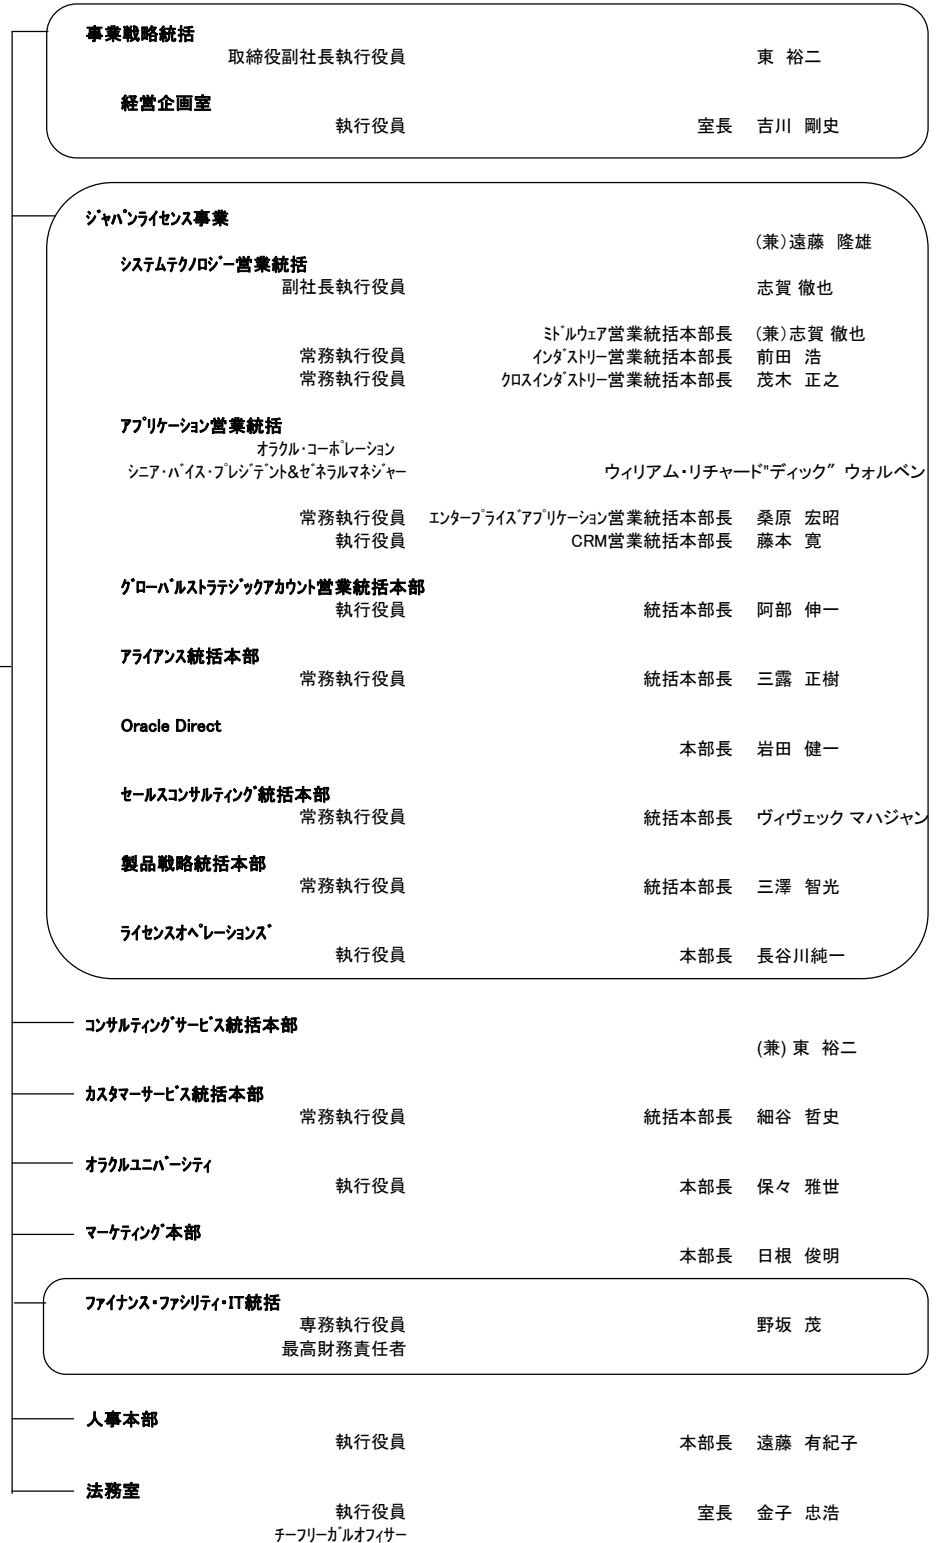 事業戦略統括
取締役副社長執行役員 東 裕二
経営企画室
執行役員 室長 吉川 剛史
ｼﾞｬﾊﾟﾝﾗｲｾﾝｽ事業
(兼)遠藤 隆雄
ｼｽﾃﾑﾃｸﾉﾛｼﾞｰ営業統括
副社長執行役員 志賀 徹也
ﾐﾄﾞﾙｳｪｱ営業統括本部長 (兼)志賀 徹也
常務執行役員 ｲﾝﾀﾞｽﾄﾘｰ営業統括本部長 前田 浩
常務執行役員 ｸﾛｽｲﾝﾀﾞｽﾄﾘｰ営業統括本部長 茂木 正之
ｱﾌﾟﾘｹｰｼｮﾝ営業統括
ｵﾗｸﾙ･ｺｰﾎﾟﾚｰｼｮﾝ
ｼﾆｱ･ﾊﾞｲｽ･ﾌﾟﾚｼﾞﾃﾞﾝﾄ&ｾﾞﾈﾗﾙﾏﾈｼﾞｬｰ ウィリアム・リチャード"ディック” ウォルベン
常務執行役員 ｴﾝﾀｰﾌﾟﾗｲｽﾞｱﾌﾟﾘｹｰｼｮﾝ営業統括本部長 桑原 宏昭
執行役員 CRM営業統括本部長 藤本 寛
ｸﾞﾛｰﾊﾞﾙｽﾄﾗﾃｼﾞｯｸｱｶｳﾝﾄ営業統括本部
執行役員 統括本部長 阿部 伸一
ｱﾗｲｱﾝｽ統括本部
常務執行役員 統括本部長 三露 正樹
Oracle Direct
本部長 岩田 健一
ｾｰﾙｽｺﾝｻﾙﾃｨﾝｸﾞ統括本部
常務執行役員 統括本部長 ヴィヴェック マハジャン
製品戦略統括本部
常務執行役員 統括本部長 三澤 智光
ﾗｲｾﾝｽｵﾍﾟﾚｰｼｮﾝｽﾞ
執行役員 本部長 長谷川純一
ｺﾝｻﾙﾃｨﾝｸﾞｻｰﾋﾞｽ統括本部
(兼) 東 裕二
ｶｽﾀﾏｰｻｰﾋﾞｽ統括本部
常務執行役員 統括本部長 細谷 哲史
ｵﾗｸﾙﾕﾆﾊﾞｰｼﾃｨ
執行役員 本部長 保々 雅世
ﾏｰｹﾃｨﾝｸﾞ本部
本部長 日根 俊明
ﾌｧｲﾅﾝｽ･ﾌｧｼﾘﾃｨ･IT統括
専務執行役員 野坂 茂
最高財務責任者
人事本部
執行役員 本部長 遠藤 有紀子
法務室
執行役員 室長 金子 忠浩
ﾁｰﾌﾘｰｶﾞﾙｵﾌｨｻｰ